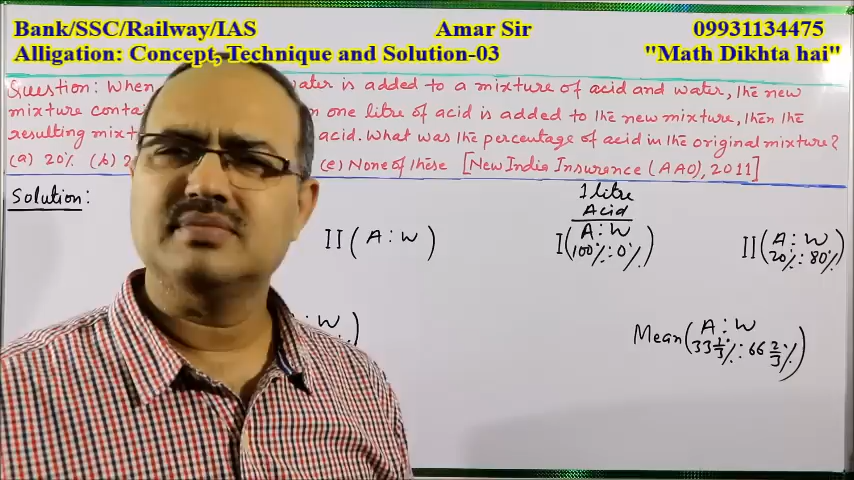 Bank/SSC/Railway/IAS Amar Sir 09931134475
Alligation: Concept, Technique and Solution-03 "Math Dikhta hai"
Question: When water is added to a mixture of acid and water, the new
mixture one litre of acid is added to the new mixture, then the
resulting acid. What was the percentage of acid in the original mixture?
(a) 20% (b) (e) None of these [New India Insurence (AAO), 2011]
Solution:
1 litre
Acid
II (A:W) I (A:W 100%:0%) II (A:W 20%:80%)
W Mean (A:W 33 1/3%:66 2/3%)